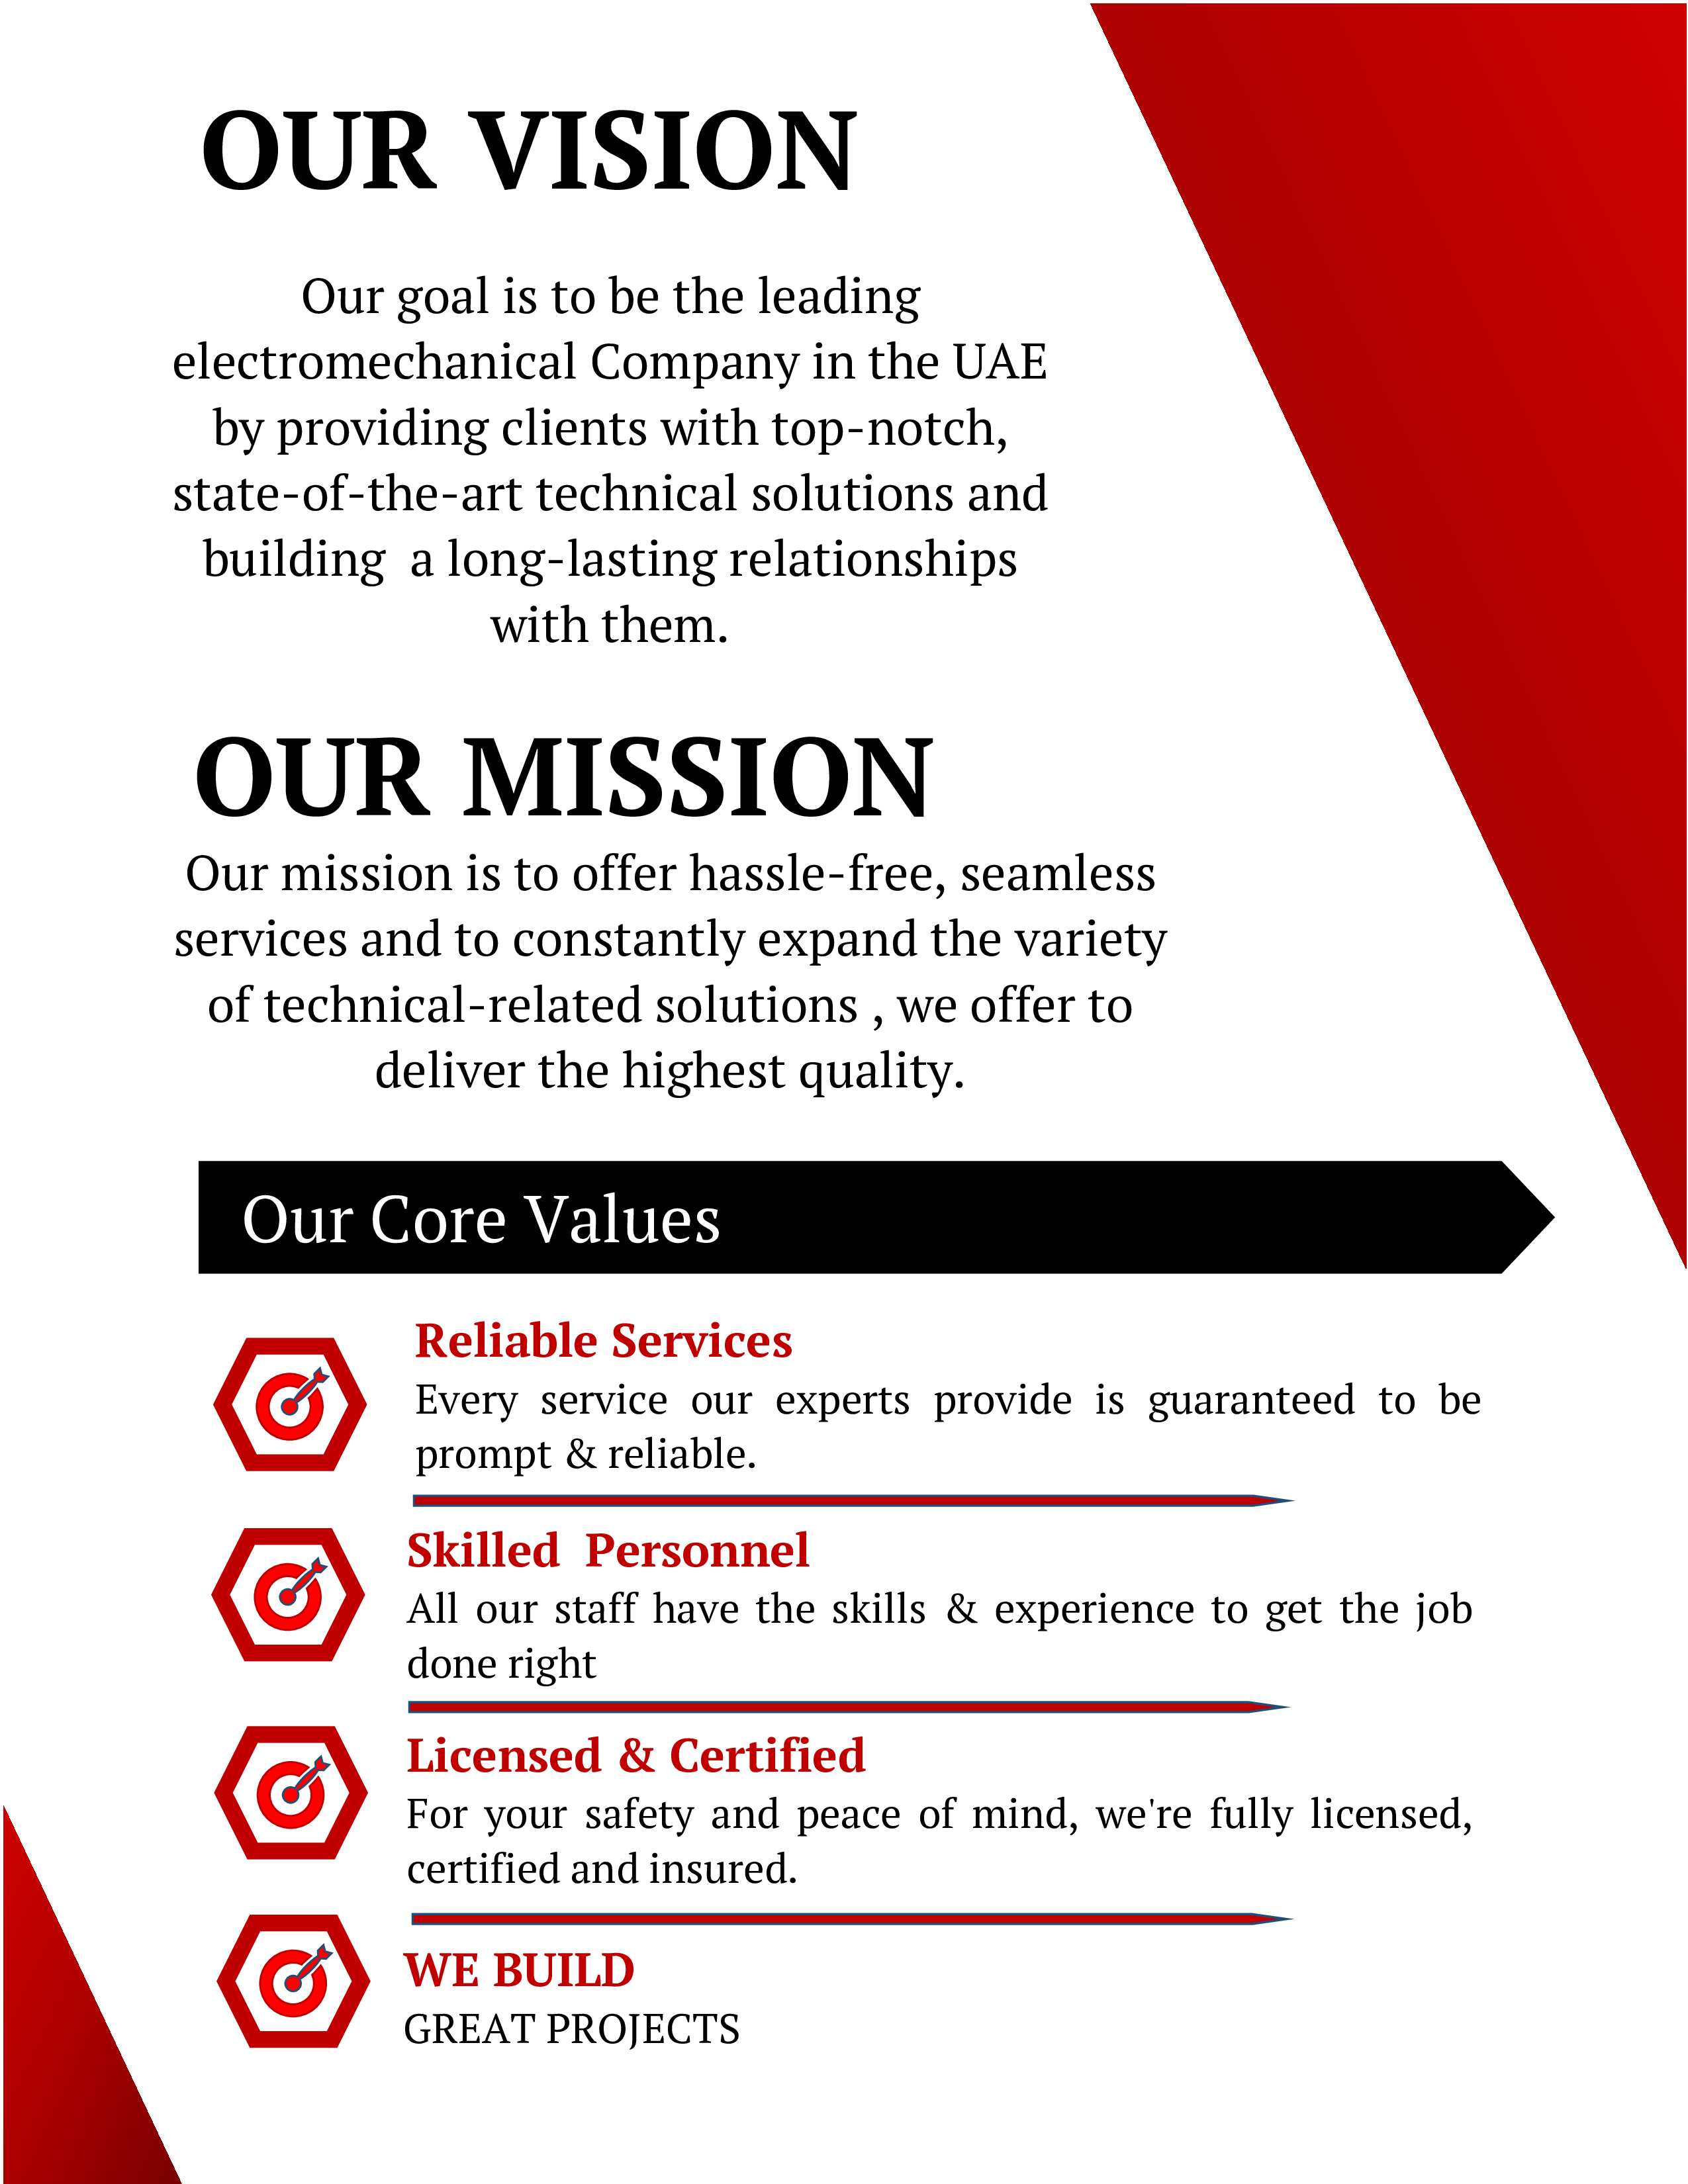 OUR VISION
Our goal is to be the leading
electromechanical Company in the UAE
by providing clients with top-notch,
state-of-the-art technical solutions and
building  a long-lasting relationships
with them.
OUR MISSION
Our mission is to offer hassle-free, seamless
services and to constantly expand the variety
of technical-related solutions , we offer to
deliver the highest quality.
Our Core Values
Reliable Services
Every service our experts provide is guaranteed to be
prompt & reliable.
Skilled  Personnel
All our staff have the skills & experience to get the job
done right
Licensed & Certified
For your safety and peace of mind, we're fully licensed,
certified and insured.
WE BUILD
GREAT PROJECTS